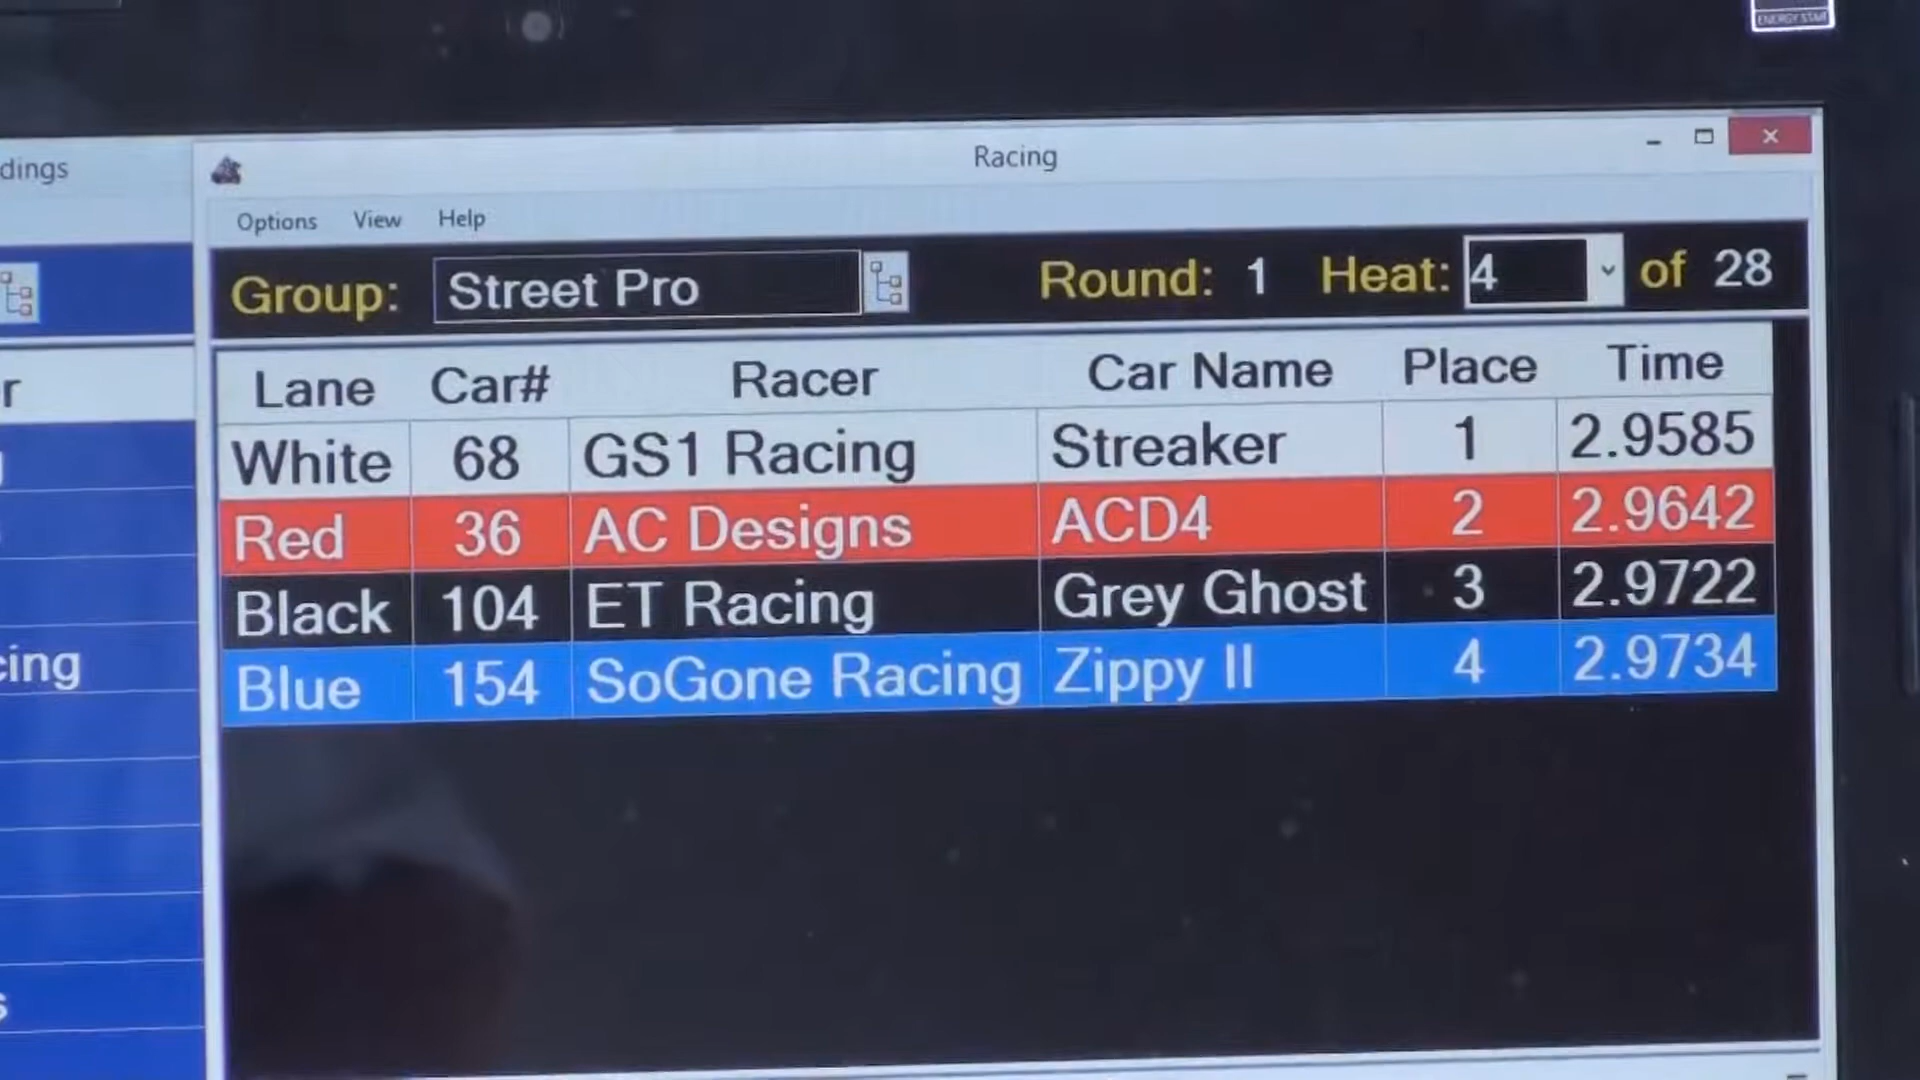 ENERGY STAR
dings
Racing
Options View Help
Group: Street Pro Round: 1 Heat: 4 of 28
Lane Car# Racer Car Name Place Time
White 68 GS1 Racing Streaker 1 2.9585
Red 36 AC Designs ACD4 2 2.9642
Black 104 ET Racing Grey Ghost 3 2.9722
Blue 154 SoGone Racing Zippy II 4 2.9734
r
cing
s